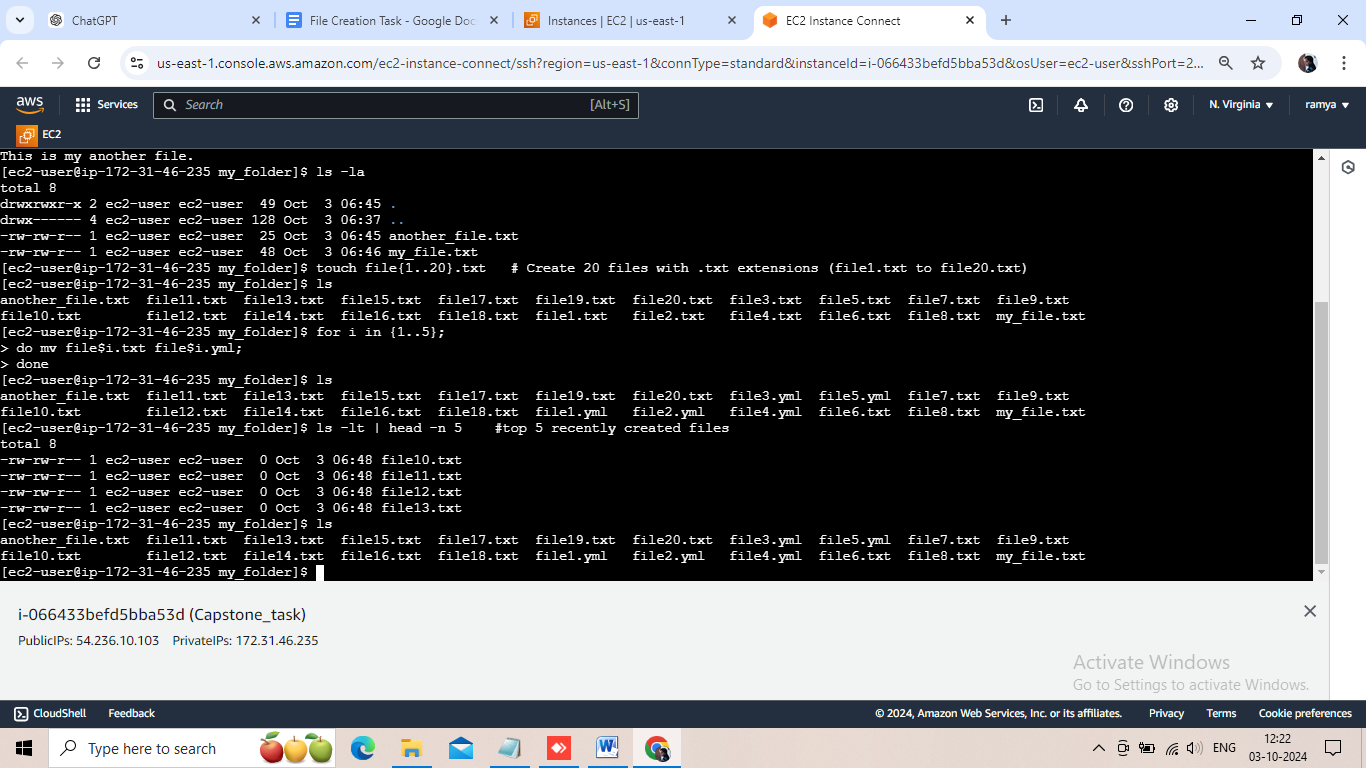 ChatGPT
File Creation Task - Google Doc
Instances | EC2 | us-east-1
EC2 Instance Connect
us-east-1.console.aws.amazon.com/ec2-instance-connect/ssh?region=us-east-1&connType=standard&instanceId=i-066433befd5bba53d&osUser=ec2-user&sshPort=2...
aws Services Search [Alt+S] N. Virginia ramya
EC2
This is my another file.
[ec2-user@ip-172-31-46-235 my_folder]$ ls -la
total 8
drwxrwxr-x 2 ec2-user ec2-user  49 Oct  3 06:45 .
drwx------ 4 ec2-user ec2-user 128 Oct  3 06:37 ..
-rw-rw-r-- 1 ec2-user ec2-user  25 Oct  3 06:45 another_file.txt
-rw-rw-r-- 1 ec2-user ec2-user  48 Oct  3 06:46 my_file.txt
[ec2-user@ip-172-31-46-235 my_folder]$ touch file{1..20}.txt   # Create 20 files with .txt extensions (file1.txt to file20.txt)
[ec2-user@ip-172-31-46-235 my_folder]$ ls
another_file.txt  file11.txt  file13.txt  file15.txt  file17.txt  file19.txt  file20.txt  file3.txt  file5.txt  file7.txt  file9.txt
file10.txt        file12.txt  file14.txt  file16.txt  file18.txt  file1.txt   file2.txt   file4.txt  file6.txt  file8.txt  my_file.txt
[ec2-user@ip-172-31-46-235 my_folder]$ for i in {1..5};
> do mv file$i.txt file$i.yml;
> done
[ec2-user@ip-172-31-46-235 my_folder]$ ls
another_file.txt  file11.txt  file13.txt  file15.txt  file17.txt  file19.txt  file20.txt  file3.yml  file5.yml  file7.txt  file9.txt
file10.txt        file12.txt  file14.txt  file16.txt  file18.txt  file1.yml   file2.yml   file4.yml  file6.txt  file8.txt  my_file.txt
[ec2-user@ip-172-31-46-235 my_folder]$ ls -lt | head -n 5    #top 5 recently created files
total 8
-rw-rw-r-- 1 ec2-user ec2-user  0 Oct  3 06:48 file10.txt
-rw-rw-r-- 1 ec2-user ec2-user  0 Oct  3 06:48 file11.txt
-rw-rw-r-- 1 ec2-user ec2-user  0 Oct  3 06:48 file12.txt
-rw-rw-r-- 1 ec2-user ec2-user  0 Oct  3 06:48 file13.txt
[ec2-user@ip-172-31-46-235 my_folder]$ ls
another_file.txt  file11.txt  file13.txt  file15.txt  file17.txt  file19.txt  file20.txt  file3.yml  file5.yml  file7.txt  file9.txt
file10.txt        file12.txt  file14.txt  file16.txt  file18.txt  file1.yml   file2.yml   file4.yml  file6.txt  file8.txt  my_file.txt
[ec2-user@ip-172-31-46-235 my_folder]$
i-066433befd5bba53d (Capstone_task)
PublicIPs: 54.236.10.103 PrivateIPs: 172.31.46.235
Activate Windows
Go to Settings to activate Windows.
CloudShell Feedback © 2024, Amazon Web Services, Inc. or its affiliates. Privacy Terms Cookie preferences
Type here to search ENG 12:22
03-10-2024